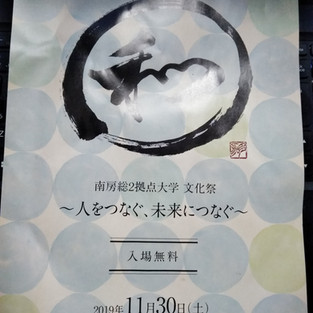 和
南房総2拠点大学 文化祭
～人をつなぐ、未来につなぐ～
入場無料
2019年11月30日(土)